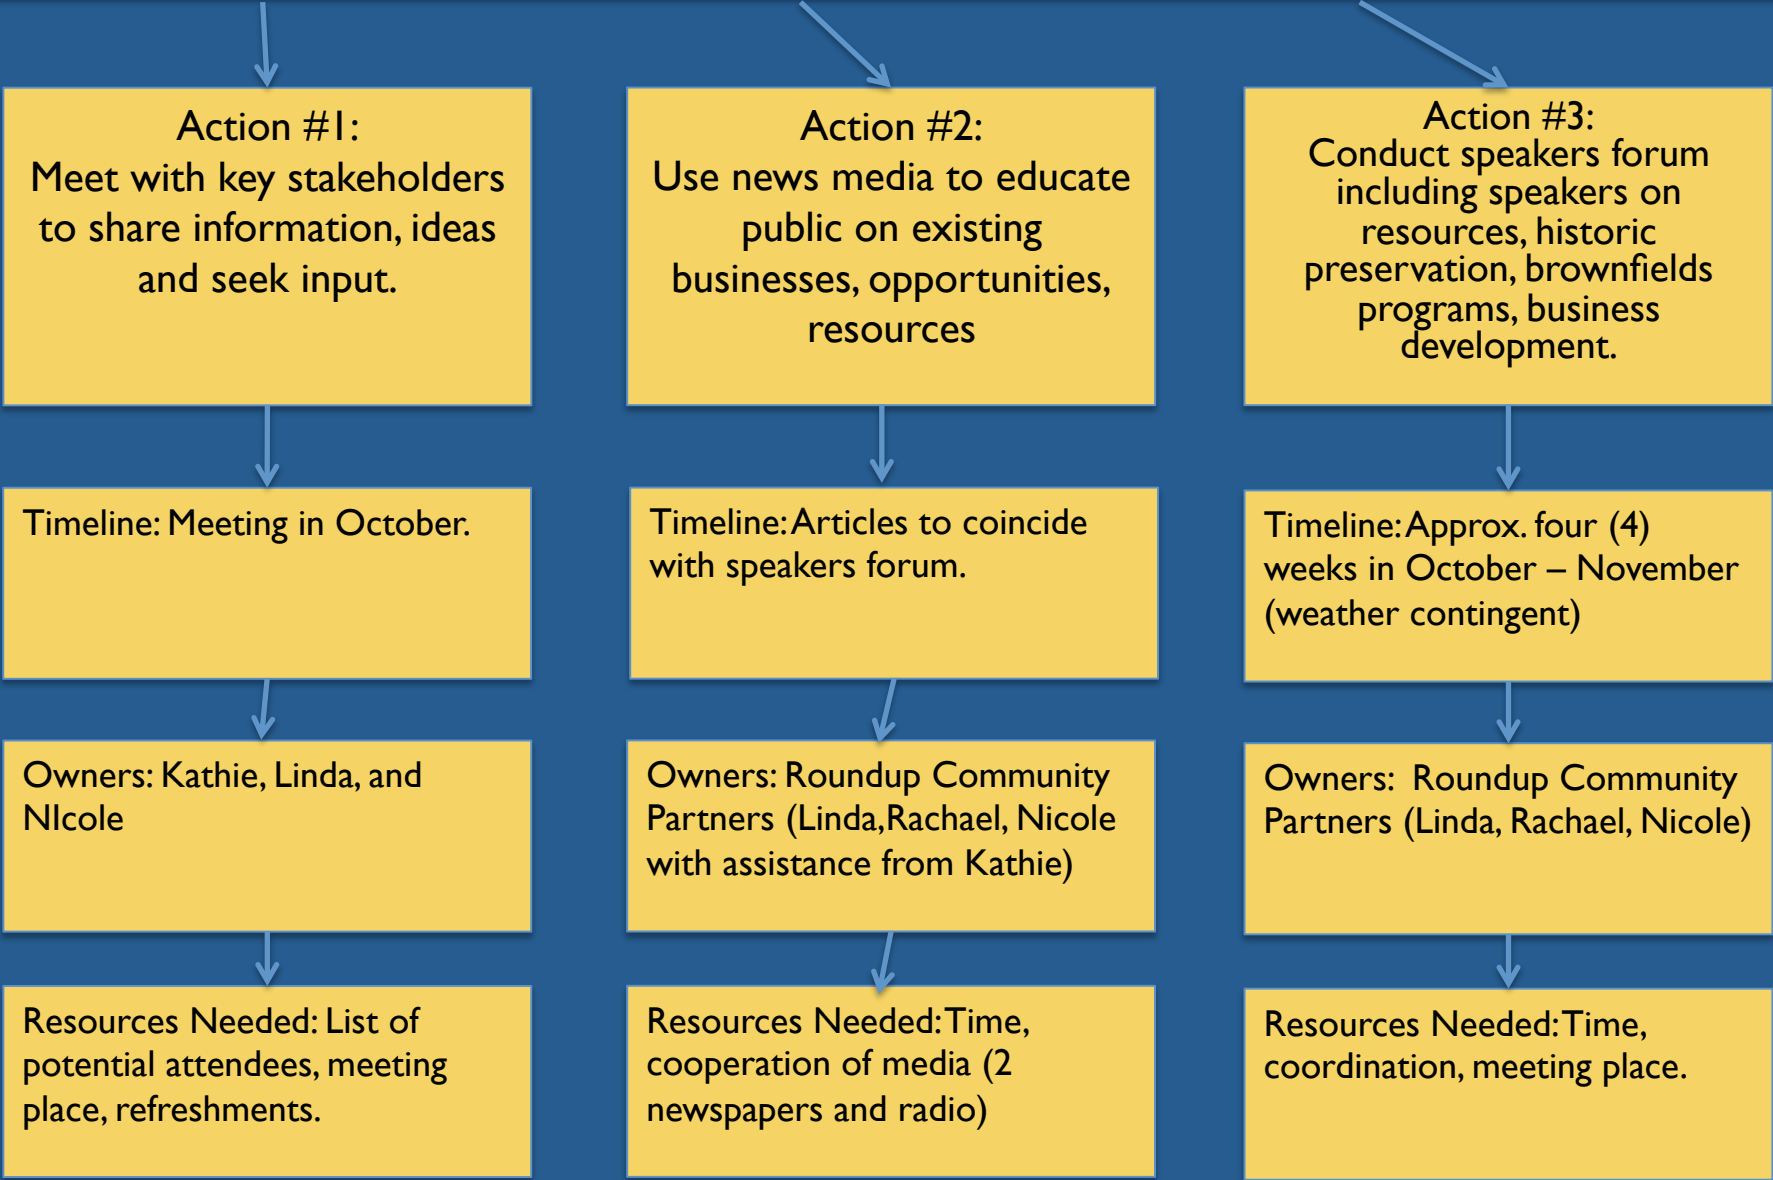 Action #1:
Meet with key stakeholders
to share information, ideas
and seek input.
Timeline: Meeting in October.
Owners: Kathie, Linda, and
NIcole
Resources Needed: List of
potential attendees, meeting
place, refreshments.
Action #2:
Use news media to educate
public on existing
businesses, opportunities,
resources
Timeline: Articles to coincide
with speakers forum.
Owners: Roundup Community
Partners (Linda,Rachael, Nicole
with assistance from Kathie)
Resources Needed: Time,
cooperation of media (2
newspapers and radio)
Action #3:
Conduct speakers forum
including speakers on
resources, historic
preservation, brownfields
programs, business
development.
Timeline: Approx. four (4)
weeks in October – November
(weather contingent)
Owners:  Roundup Community
Partners (Linda, Rachael, Nicole)
Resources Needed: Time,
coordination, meeting place.